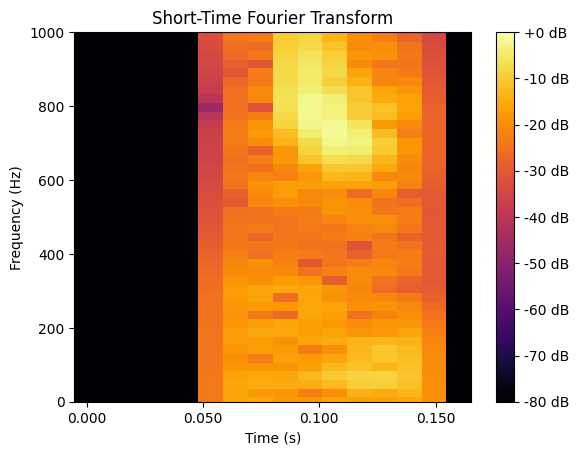 Short-Time Fourier Transform
1000
800
600
400
200
0
Frequency (Hz)
0.000
0.050
0.100
0.150
Time (s)
+0 dB
-10 dB
-20 dB
-30 dB
-40 dB
-50 dB
-60 dB
-70 dB
-80 dB